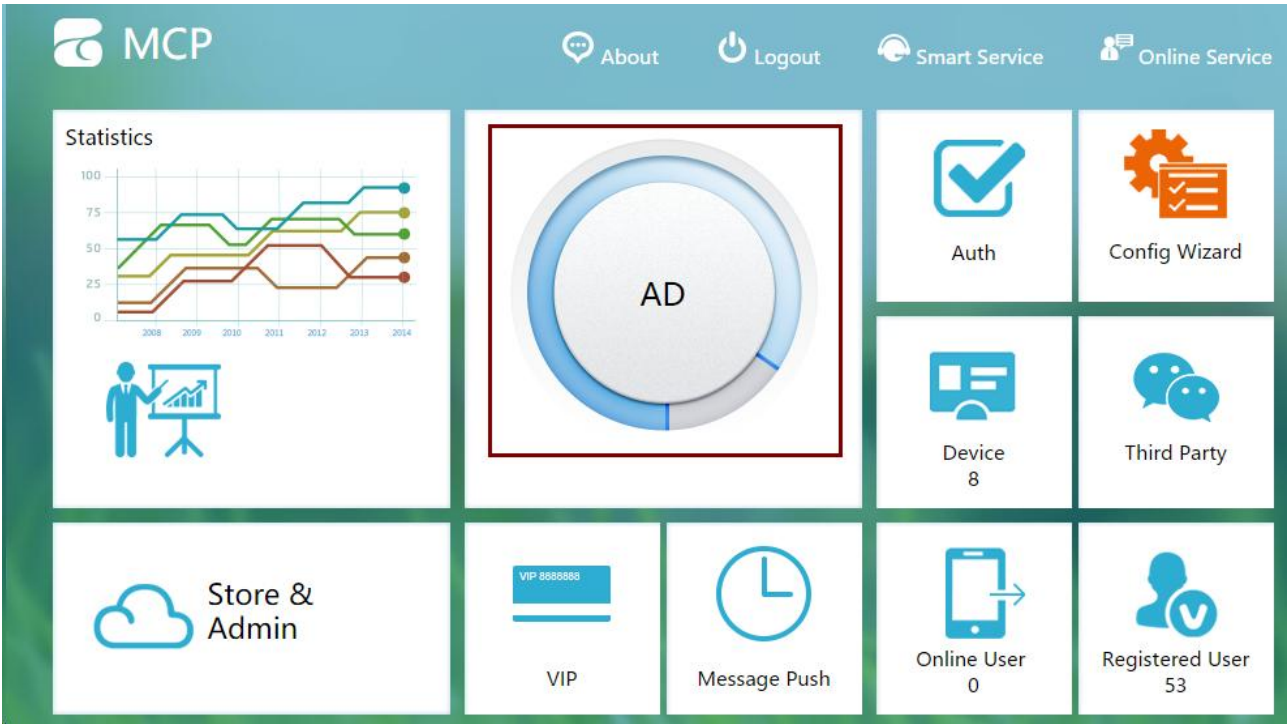 MCP
About
Logout
Smart Service
Online Service
Statistics
100
75
50
25
0
2008 2009 2010 2011 2012 2013 2014
AD
Auth
Config Wizard
Device
8
Third Party
Store &
Admin
VIP 8888888
VIP
Message Push
Online User
0
V
Registered User
53